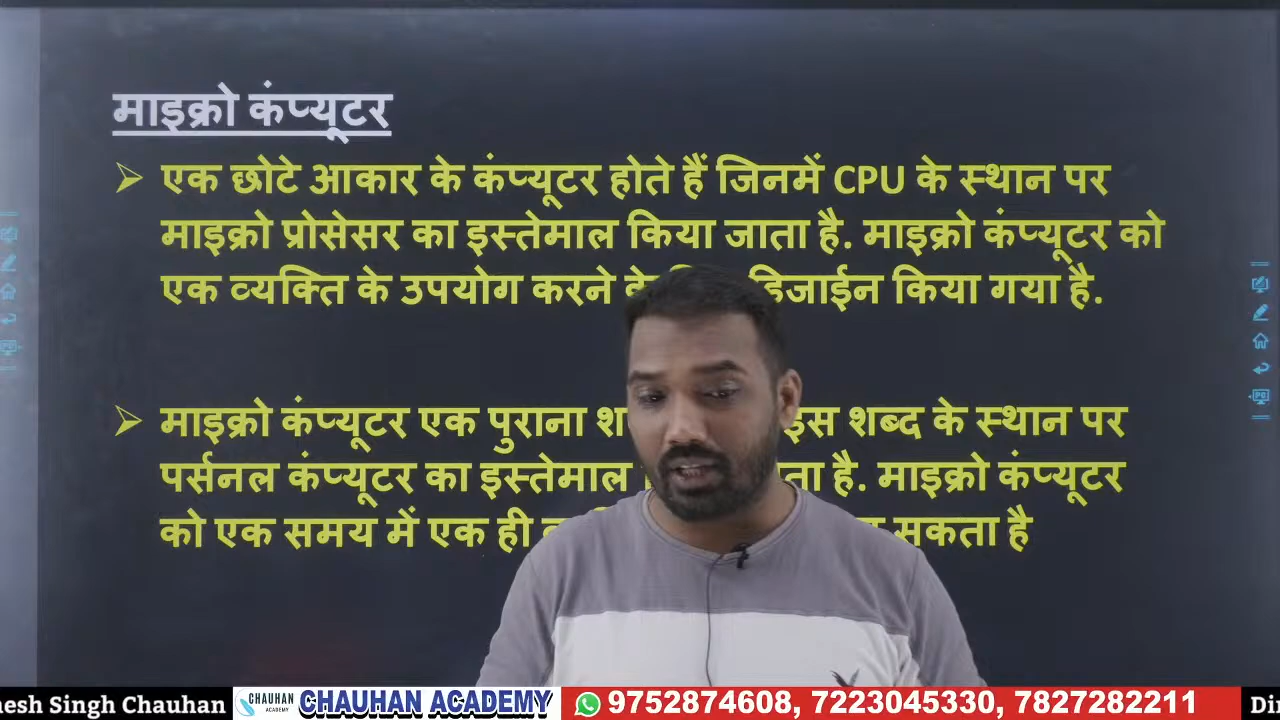 माइक्रो कंप्यूटर
➢ एक छोटे आकार के कंप्यूटर होते हैं जिनमें CPU के स्थान पर
माइक्रो प्रोसेसर का इस्तेमाल किया जाता है. माइक्रो कंप्यूटर को
एक व्यक्ति के उपयोग करने के डिजाईन किया गया है.
➢ माइक्रो कंप्यूटर एक पुराना इस शब्द के स्थान पर
पर्सनल कंप्यूटर का इस्तेमाल है. माइक्रो कंप्यूटर
को एक समय में एक ही सकता है
Singh Chauhan CHAUHAN ACADEMY CHAUHAN ACADEMY 9752874608, 7223045330, 7827282211